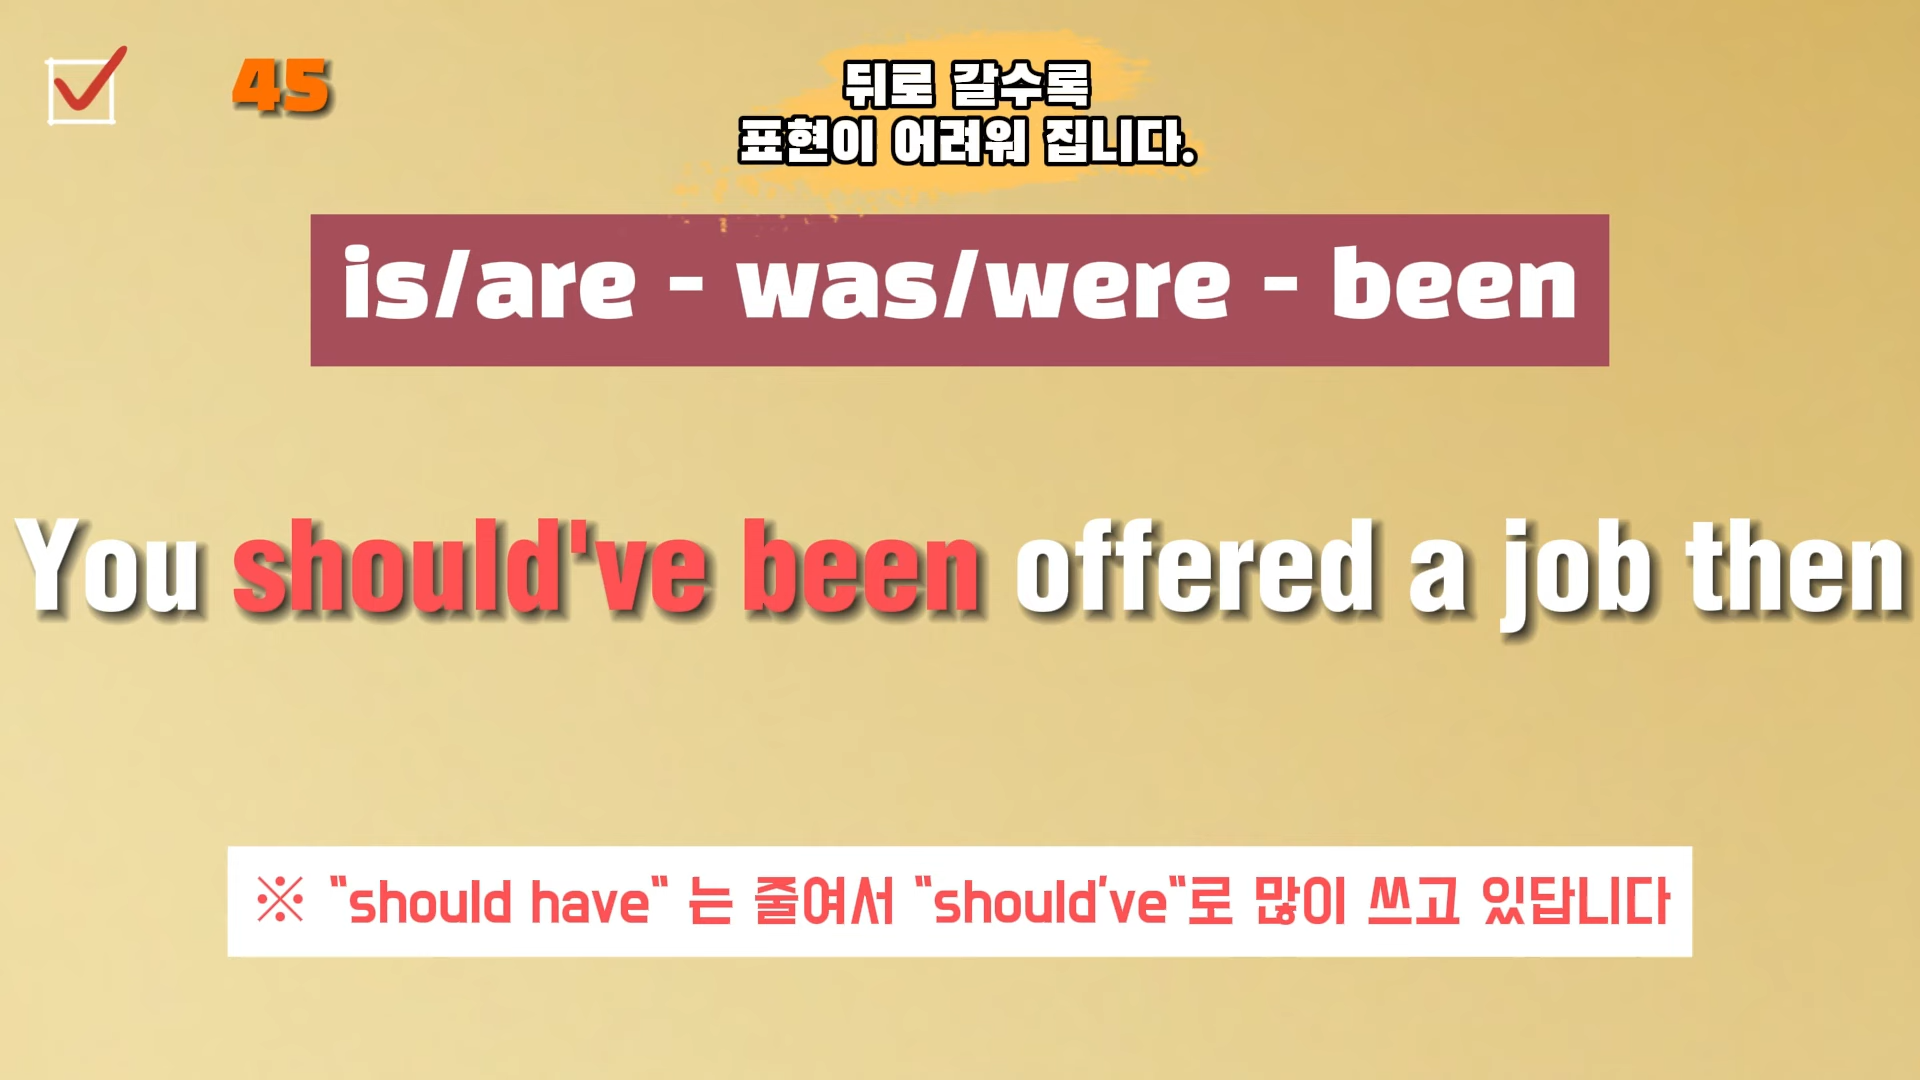 45
뒤로 갈수록
표현이 어려워 집니다.
is/are - was/were - been
You should've been offered a job then
※ "should have" 는 줄여서 "should've"로 많이 쓰고 있답니다